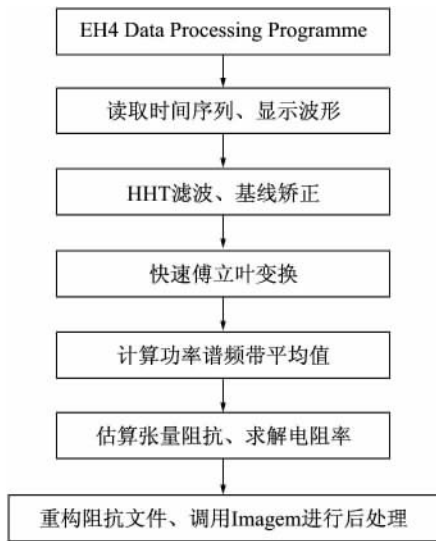 EH4 Data Processing Programme
读取时间序列、显示波形
HHT滤波、基线矫正
快速傅立叶变换
计算功率谱频带平均值
估算张量阻抗、求解电阻率
重构阻抗文件、调用Imagem进行后处理